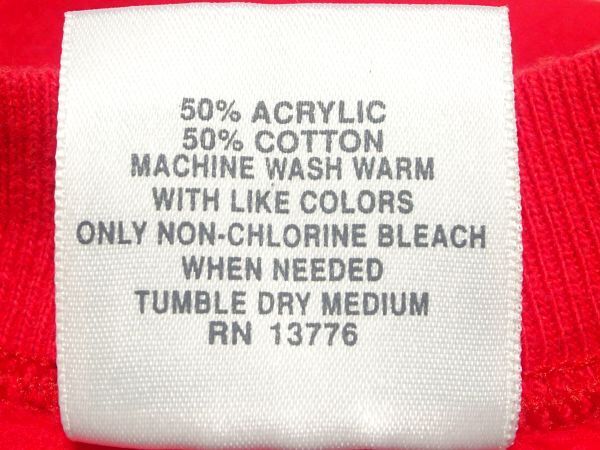 50% ACRYLIC
50% COTTON
MACHINE WASH WARM
WITH LIKE COLORS
ONLY NON-CHLORINE BLEACH
WHEN NEEDED
TUMBLE DRY MEDIUM
RN 13776